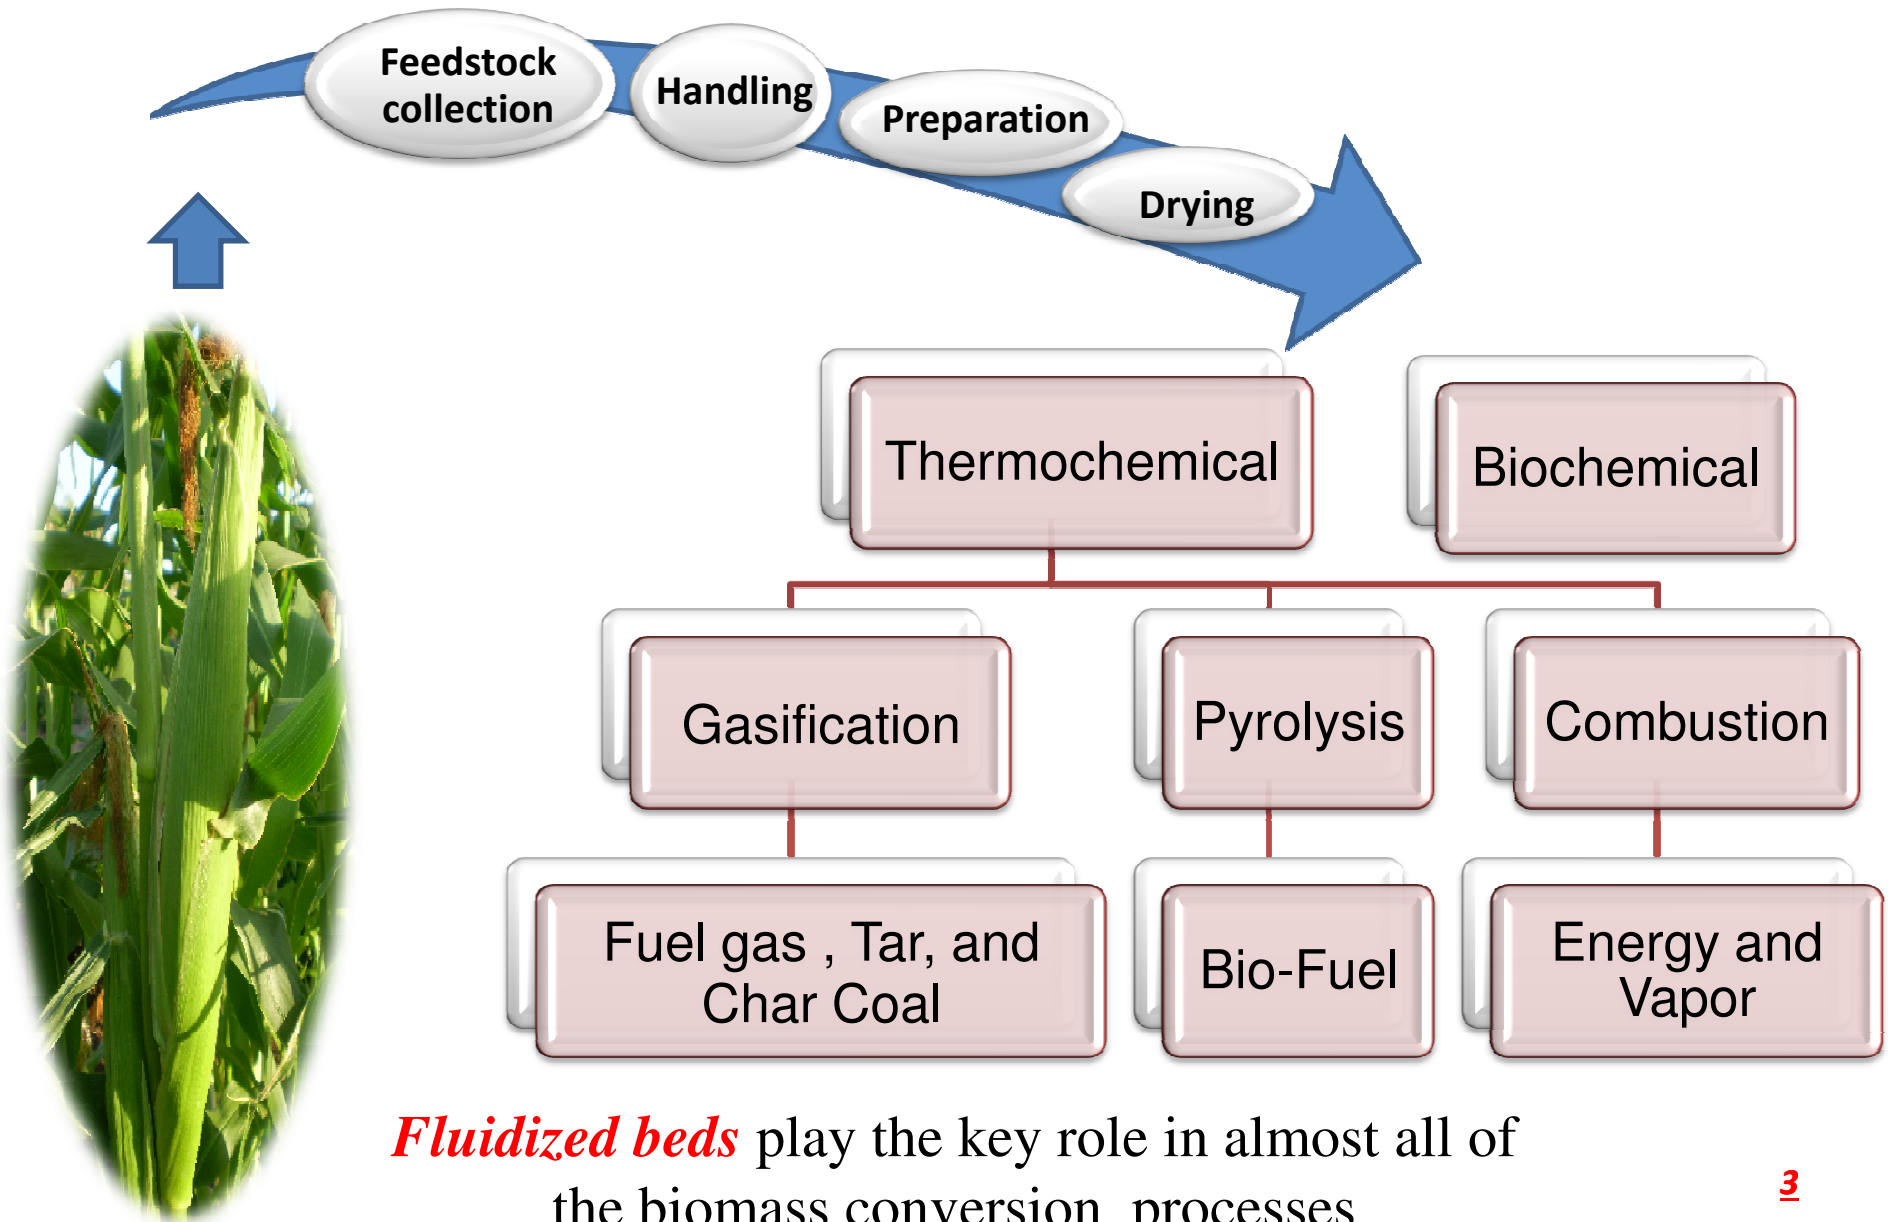 Feedstock
collection
Handling
Preparation
Drying
Thermochemical
Biochemical
Gasification
Pyrolysis
Combustion
Fuel gas , Tar, and
Char Coal
Bio-Fuel
Energy and
Vapor
Fluidized beds play the key role in almost all of
the biomass conversion processes
3